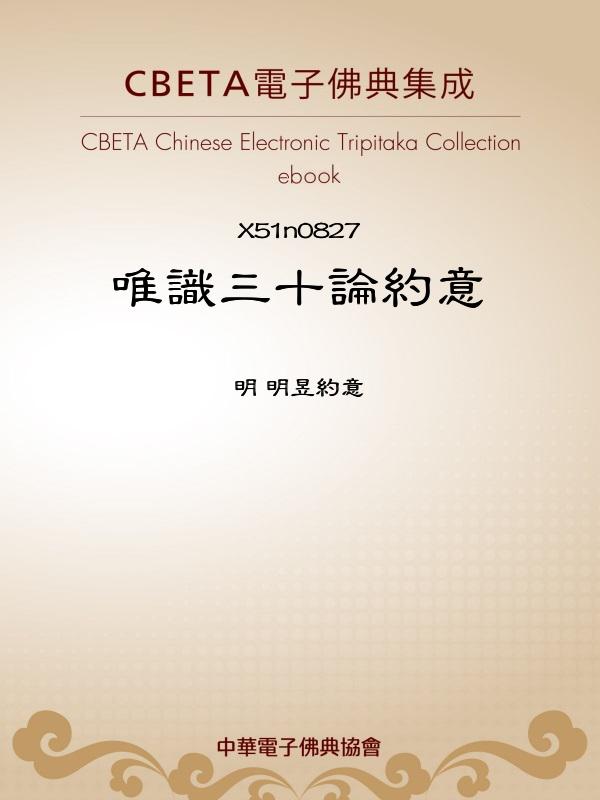 CBETA電子佛典集成
CBETA Chinese Electronic Tripitaka Collection
ebook
X51n0827
唯識三十論約意
明 明昱約意
中華電子佛典協會